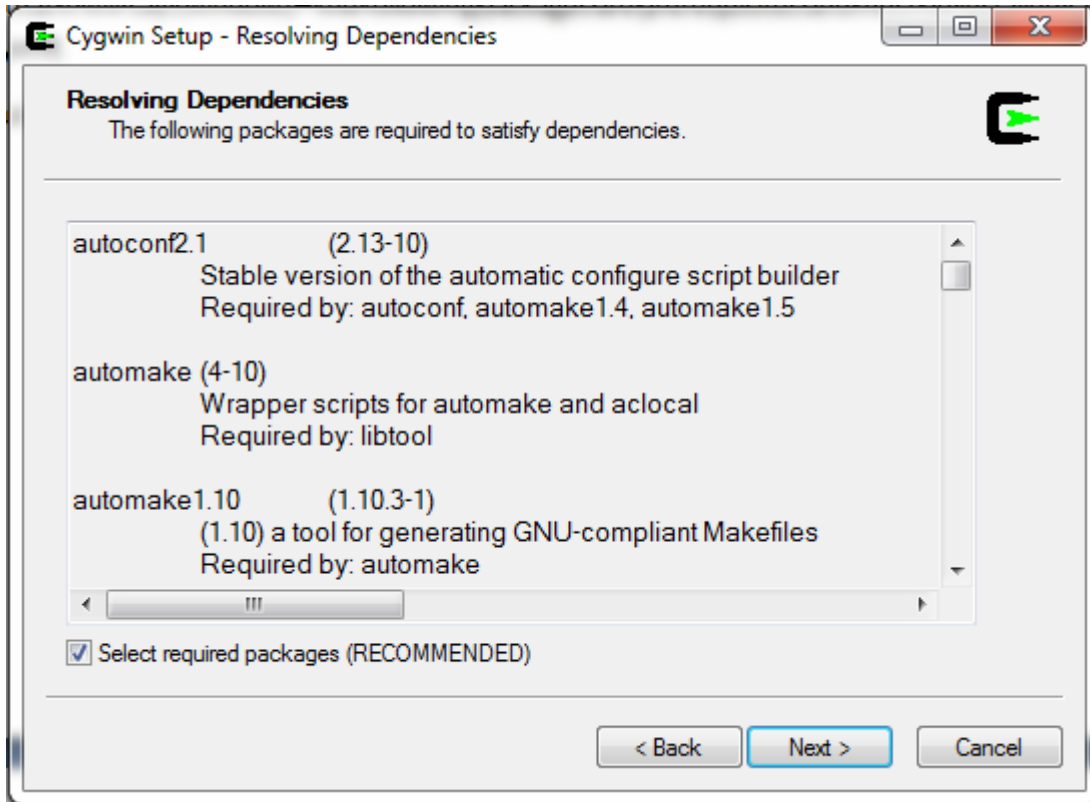 Cygwin Setup - Resolving Dependencies
Resolving Dependencies
The following packages are required to satisfy dependencies.
autoconf2.1 (2.13-10)
Stable version of the automatic configure script builder
Required by: autoconf, automake1.4, automake1.5
automake (4-10)
Wrapper scripts for automake and aclocal
Required by: libtool
automake1.10 (1.10.3-1)
(1.10) a tool for generating GNU-compliant Makefiles
Required by: automake
Select required packages (RECOMMENDED)
< Back Next > Cancel